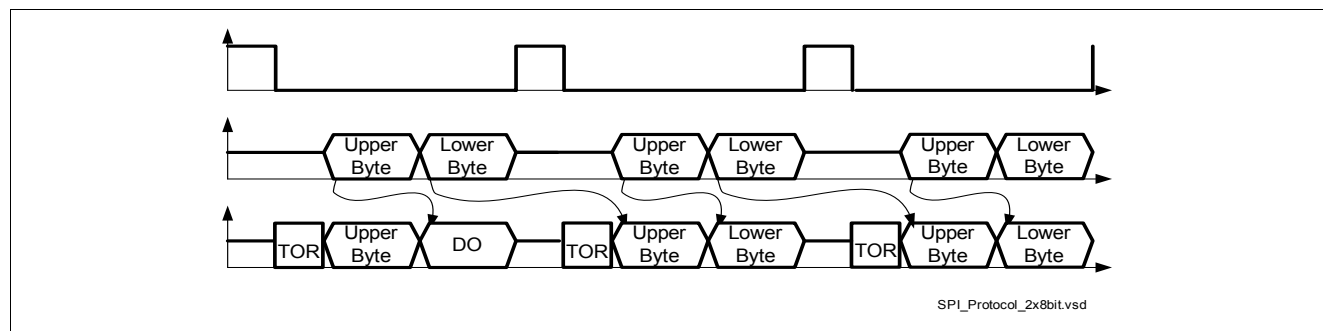 Upper Lower Upper Lower Upper Lower
Byte Byte Byte Byte Byte Byte
TOR Upper DO TOR Upper Lower TOR Upper Lower
Byte Byte Byte Byte Byte
SPI_Protocol_2x8bit.vsd